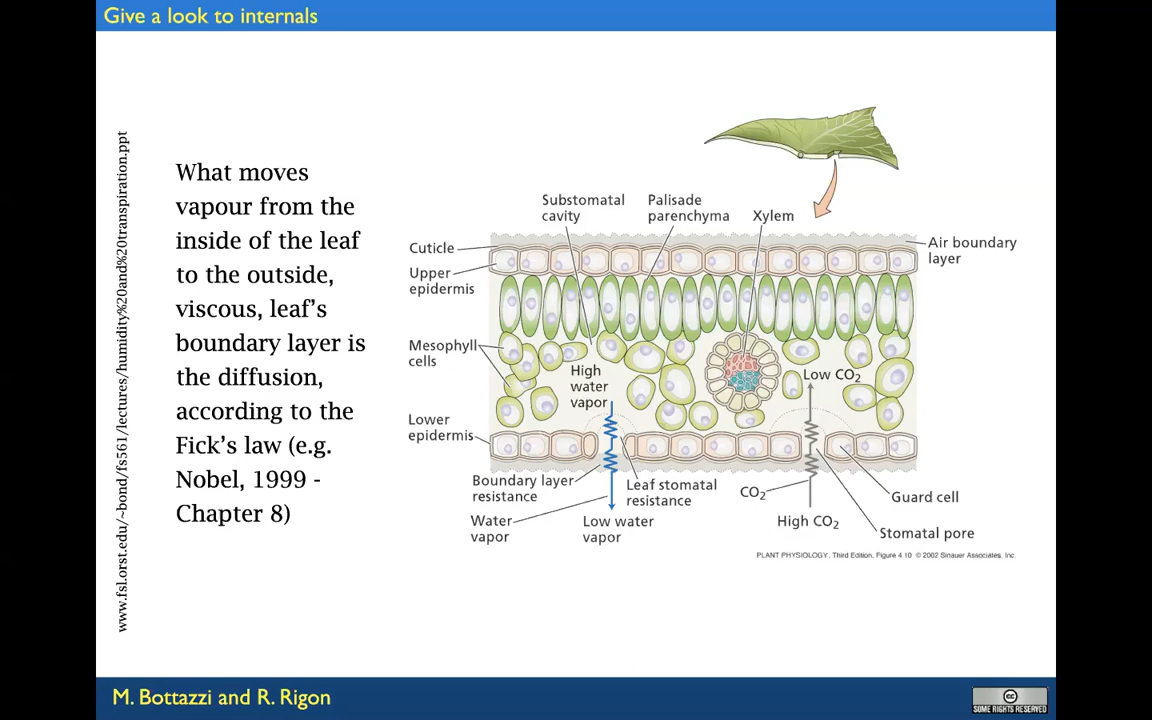 Give a look to internals
www.fsl.orst.edu/~bond/fs561/lectures/humidity%20and%20transpiration.ppt
What moves
vapour from the
inside of the leaf
to the outside,
viscous, leaf's
boundary layer is
the diffusion,
according to the
Fick's law (e.g.
Nobel, 1999 -
Chapter 8)
Substomatal
cavity
Palisade
parenchyma
Xylem
Cuticle
Air boundary
layer
Upper
epidermis
Mesophyll
cells
High
water
vapor
Low CO₂
Lower
epidermis
Boundary layer
resistance
Leaf stomatal
resistance
CO₂
Guard cell
Water
vapor
Low water
vapor
High CO₂
Stomatal pore
PLANT PHYSIOLOGY, Third Edition, Figure 4.10 © 2002 Sinauer Associates, Inc.
M. Bottazzi and R. Rigon
cc
SOME RIGHTS RESERVED